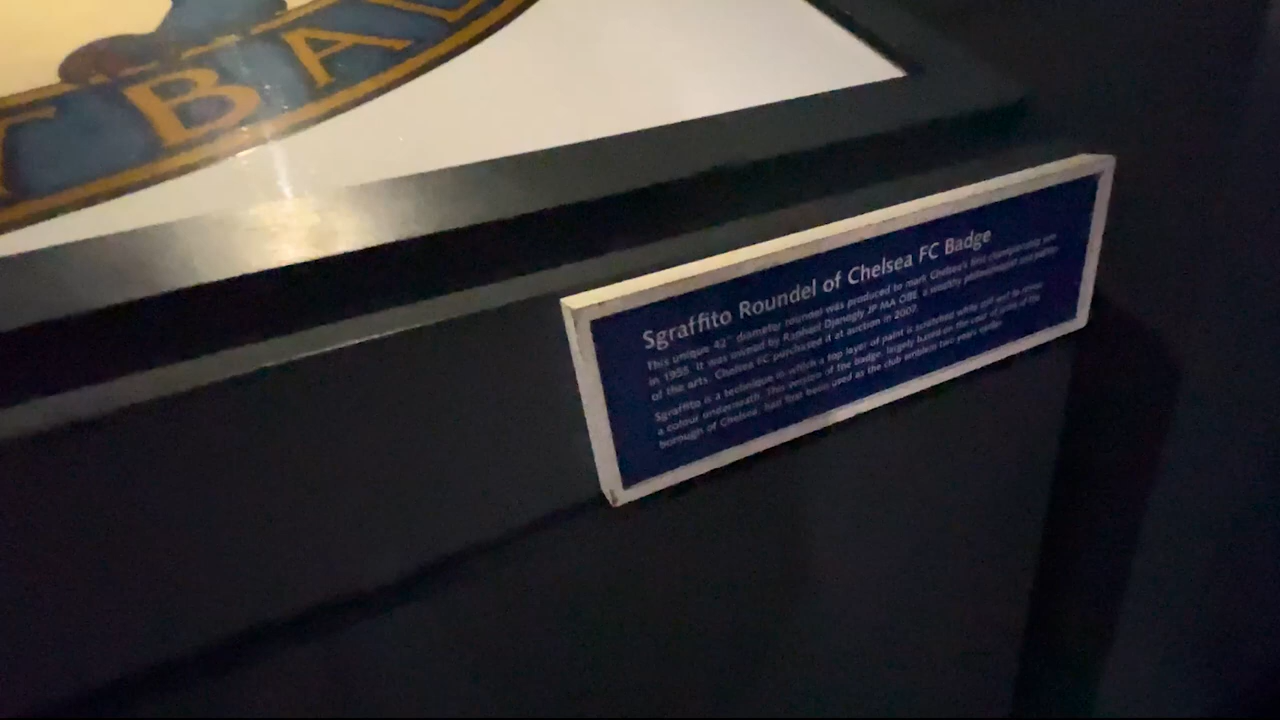 T BAL
Sgraffito Roundel of Chelsea FC Badge
This unique 42" diameter roundel was produced to mark Chelsea's first championship win
in 1955. It was owned by Raphael Djanogly JP MA OBE, a wealthy philanthropist and patron
of the arts. Chelsea FC purchased it at auction in 2007.
Sgraffito is a technique in which a top layer of paint is scratched while still wet to reveal
a colour underneath. This version of the badge, largely based on the coat of arms of the
borough of Chelsea, had first been used as the club emblem two years earlier.